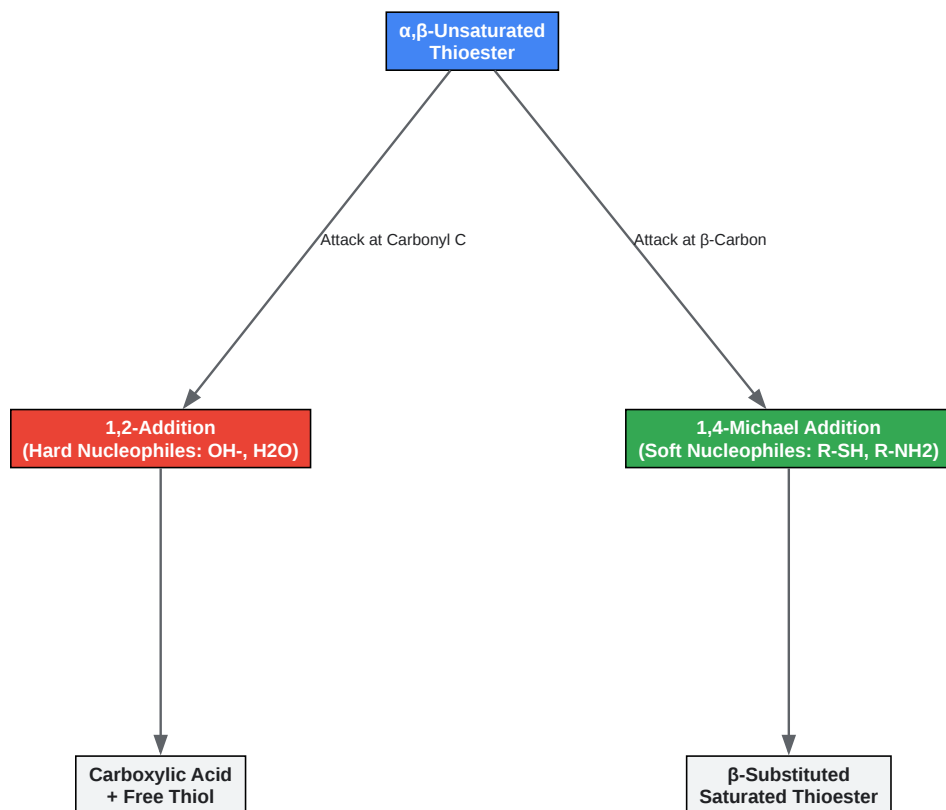 α,β-Unsaturated
Thioester
Attack at Carbonyl C
Attack at β-Carbon
1,2-Addition
(Hard Nucleophiles: OH-, H2O)
1,4-Michael Addition
(Soft Nucleophiles: R-SH, R-NH2)
Carboxylic Acid
+ Free Thiol
β-Substituted
Saturated Thioester